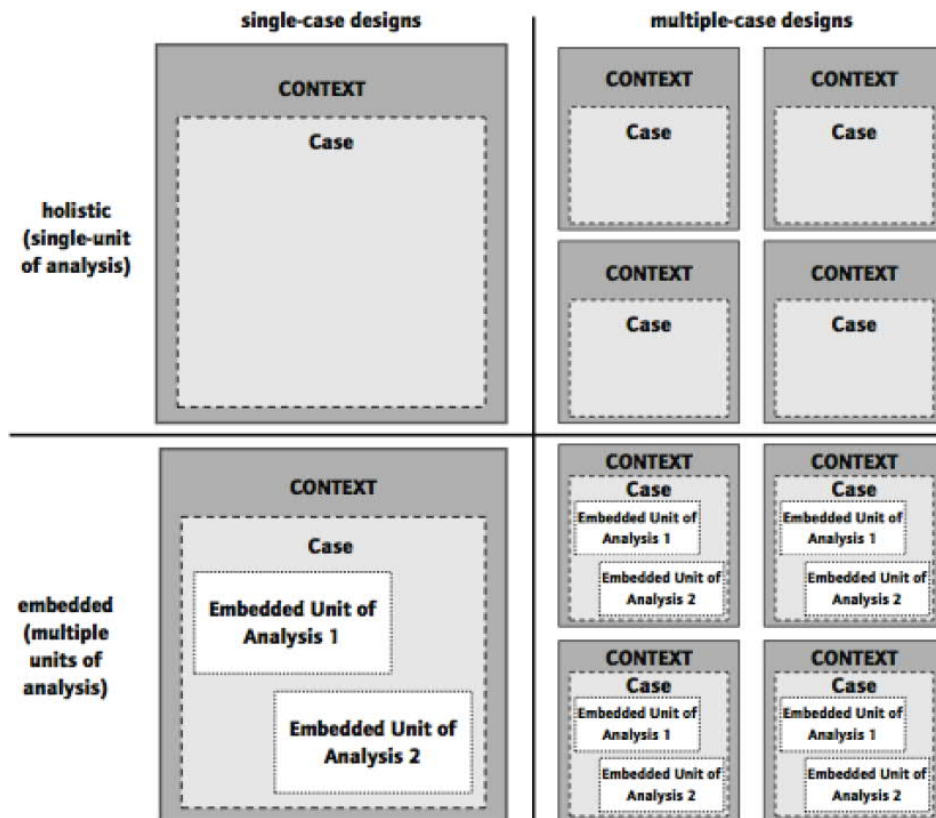 single-case designs
multiple-case designs
holistic
(single-unit
of analysis)
CONTEXT
Case
CONTEXT
Case
CONTEXT
Case
CONTEXT
Case
CONTEXT
Case
embedded
(multiple
units of
analysis)
CONTEXT
Case
Embedded Unit of
Analysis 1
Embedded Unit of
Analysis 2
CONTEXT
Case
Embedded Unit of
Analysis 1
Embedded Unit of
Analysis 2
CONTEXT
Case
Embedded Unit of
Analysis 1
Embedded Unit of
Analysis 2
CONTEXT
Case
Embedded Unit of
Analysis 1
Embedded Unit of
Analysis 2
CONTEXT
Case
Embedded Unit of
Analysis 1
Embedded Unit of
Analysis 2